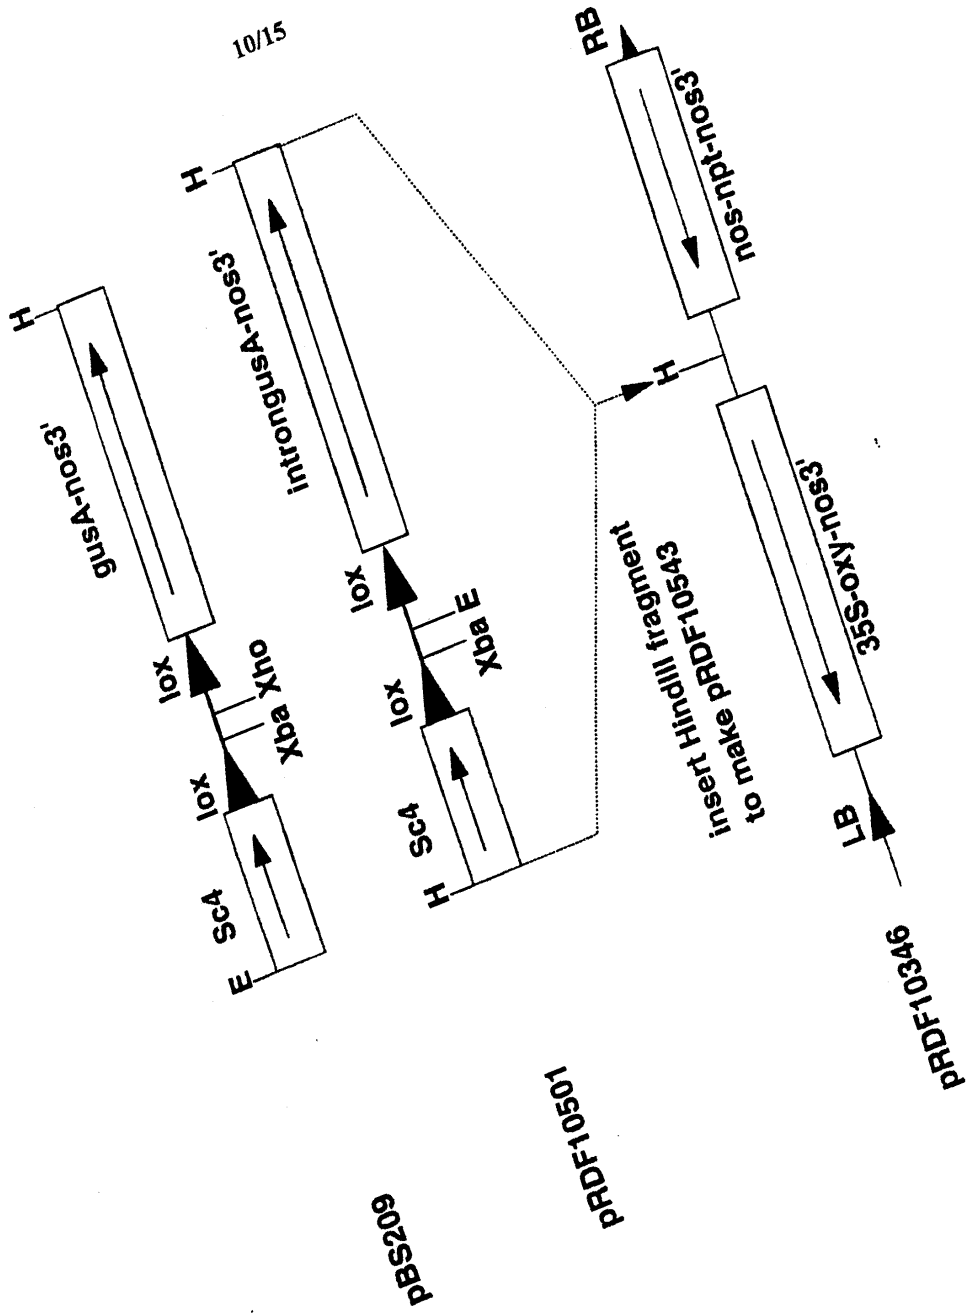 10/15
pBS209
E
Sc4
lox
Xba Xho
lox
gusA-nos3'
H
pRDF10501
H
Sc4
lox
Xba E
lox
introngusA-nos3'
H
insert HindIII fragment
to make pRDF10543
pRDF10346
LB
35S-oxy-nos3'
H
nos-npt-nos3'
RB